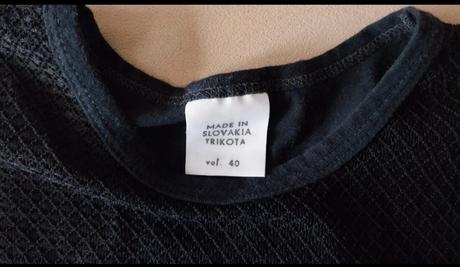 MADE IN
SLOVAKIA
TRIKOTA
vel. 40